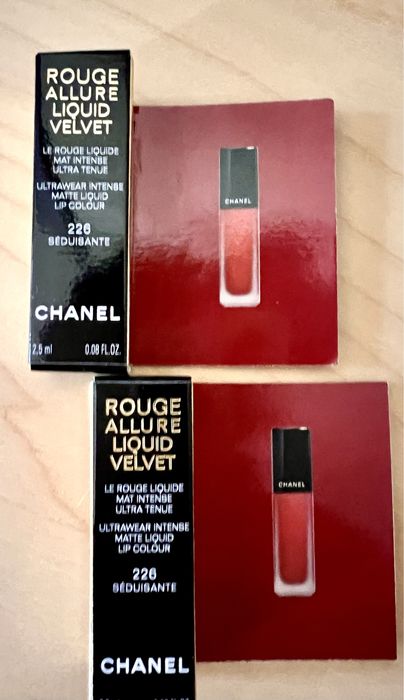 ROUGE
ALLURE
LIQUID
VELVET
LE ROUGE LIQUIDE
MAT INTENSE
ULTRA TENUE
ULTRAWEAR INTENSE
MATTE LIQUID
LIP COLOUR
226
SÉDUISANTE
CHANEL
2.5 ml 0.08 FL.OZ.
CHANEL
ROUGE
ALLURE
LIQUID
VELVET
LE ROUGE LIQUIDE
MAT INTENSE
ULTRA TENUE
ULTRAWEAR INTENSE
MATTE LIQUID
LIP COLOUR
226
SÉDUISANTE
CHANEL
CHANEL